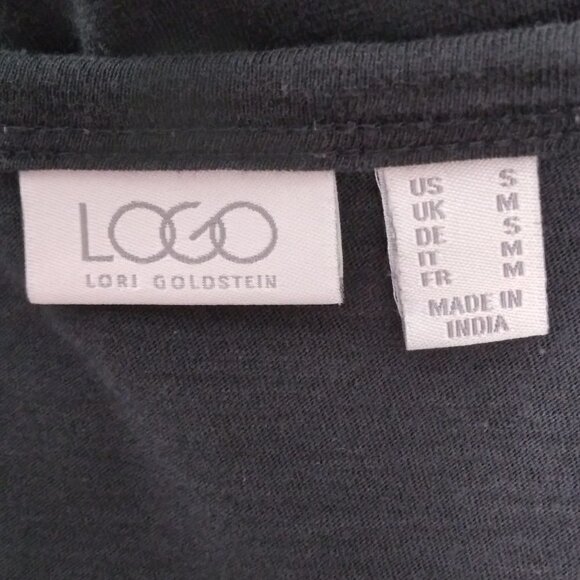 LOGO
LORI GOLDSTEIN
US S
UK M
DE S
IT M
FR M
MADE IN
INDIA